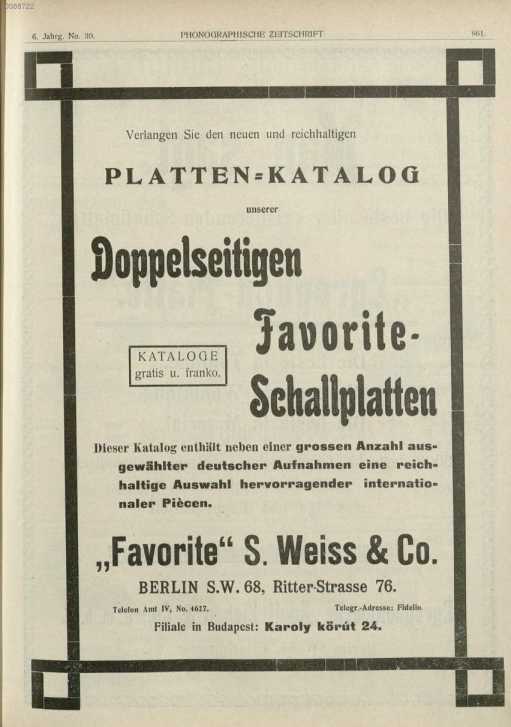 0088722
6. Jahrg. No. 30.
PHONOGRAPHISCHE ZEITSCHRIFT
661.
Verlangen Sie den neuen und reichhaltigen
PLATTEN=KATALOG
unserer
Doppelseitigen
Favorite-
KATALOGE
gratis u. franko.
Schallplatten
Dieser Katalog enthält neben einer grossen Anzahl aus-
gewählter deutscher Aufnahmen eine reich-
haltige Auswahl hervorragender internatio-
naler Piècen.
„Favorite“ S. Weiss & Co.
BERLIN S.W. 68, Ritter-Strasse 76.
Telefon Amt IV, No. 4627.
Telegr.-Adresse: Fidelio.
Filiale in Budapest: Karoly körút 24.